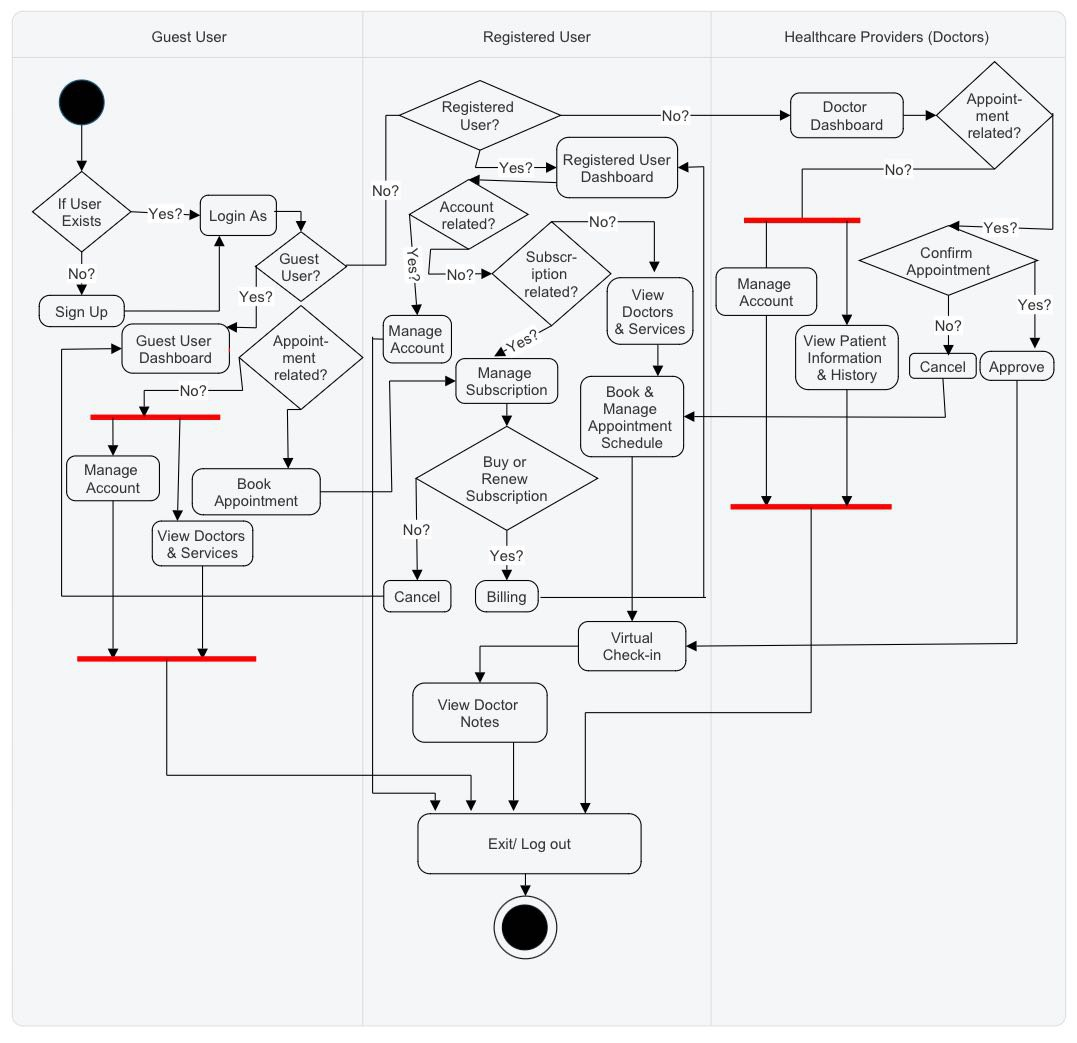 Guest User
Registered User
Healthcare Providers (Doctors)
If User
Exists
Yes?
Login As
No?
Sign Up
Guest
User?
Yes?
No?
Guest User
Dashboard
Appoint-
ment
related?
No?
Manage
Account
Book
Appointment
View Doctors
& Services
Registered
User?
No?
Yes?
Registered User
Dashboard
Account
related?
Yes?
No?
Subscr-
iption
related?
No?
Yes?
View
Doctors
& Services
Manage
Account
Manage
Subscription
Book &
Manage
Appointment
Schedule
Buy or
Renew
Subscription
No?
Yes?
Cancel
Billing
Virtual
Check-in
View Doctor
Notes
Exit/ Log out
Doctor
Dashboard
Appoint-
ment
related?
No?
Yes?
Confirm
Appointment
Manage
Account
Yes?
No?
View Patient
Information
& History
Cancel
Approve